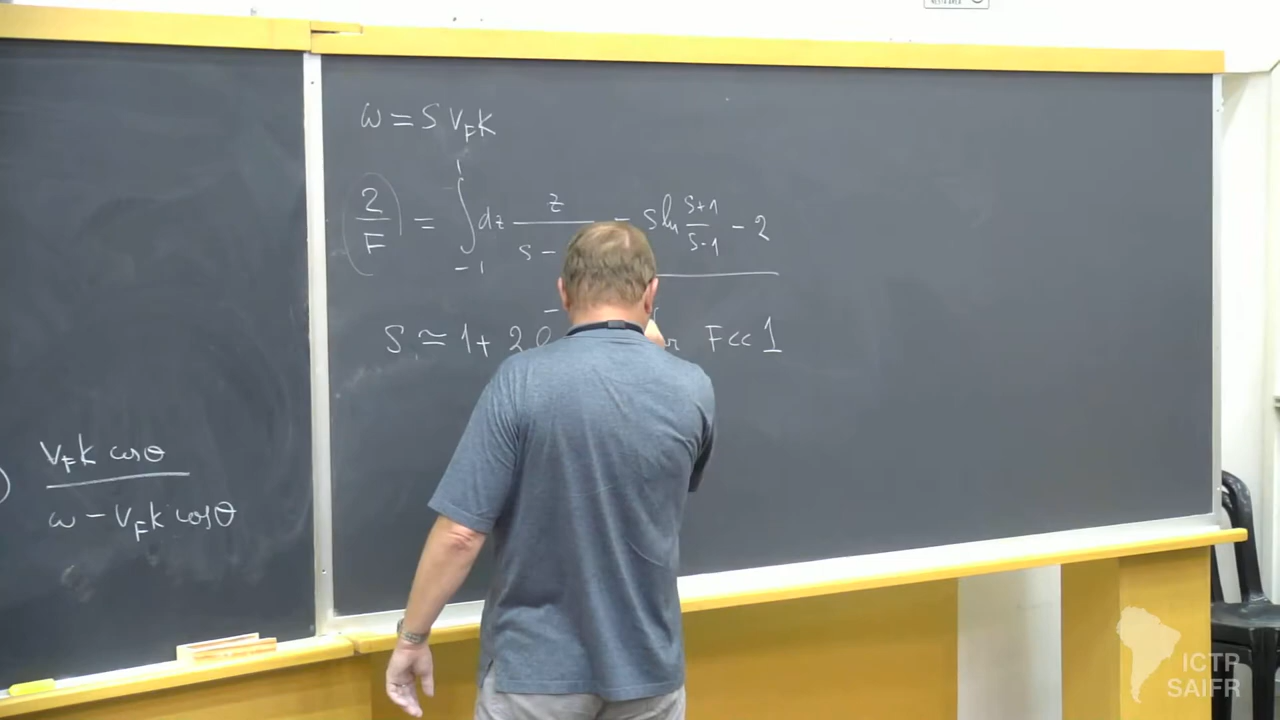 V_F k cosθ
ω − V_F k cosθ
ω = S V_F k
2/F = ∫_{-1}^{1} dz z / s − = s ln (s+1)/(s-1) − 2
S ≃ 1 + 2 F << 1
ICTP
SAIFR